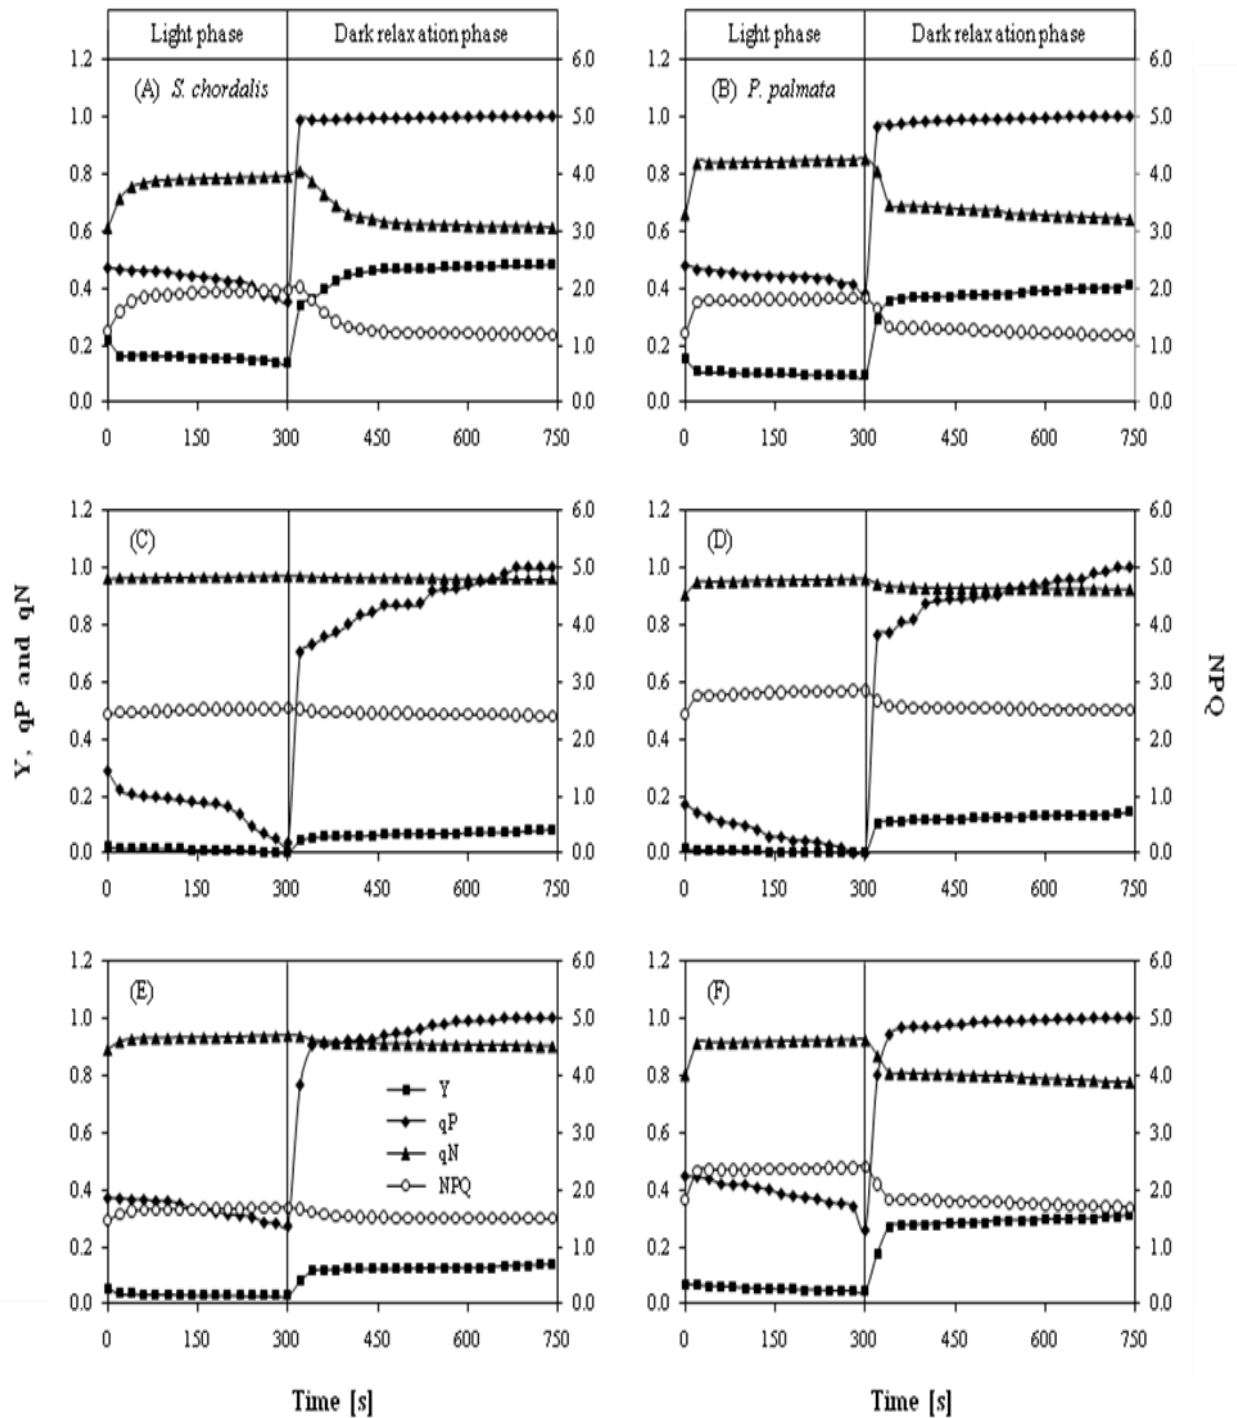 Light phase Dark relaxation phase Light phase Dark relaxation phase
1.2 6.0 1.2 6.0
(A) S. chordalis (B) P. palmata
1.0 5.0 1.0 5.0
0.8 4.0 0.8 4.0
0.6 3.0 0.6 3.0
0.4 2.0 0.4 2.0
0.2 1.0 0.2 1.0
0.0 0.0 0.0 0.0
0 150 300 450 600 750 0 150 300 450 600 750
Y, qP and qN
NPQ
1.2 6.0 1.2 6.0
(C) (D)
1.0 5.0 1.0 5.0
0.8 4.0 0.8 4.0
0.6 3.0 0.6 3.0
0.4 2.0 0.4 2.0
0.2 1.0 0.2 1.0
0.0 0.0 0.0 0.0
0 150 300 450 600 750 0 150 300 450 600 750
1.2 6.0 1.2 6.0
(E) (F)
1.0 5.0 1.0 5.0
0.8 4.0 0.8 4.0
Y
qP
0.6 3.0 0.6 3.0
qN
NPQ
0.4 2.0 0.4 2.0
0.2 1.0 0.2 1.0
0.0 0.0 0.0 0.0
0 150 300 450 600 750 0 150 300 450 600 750
Time [s] Time [s]